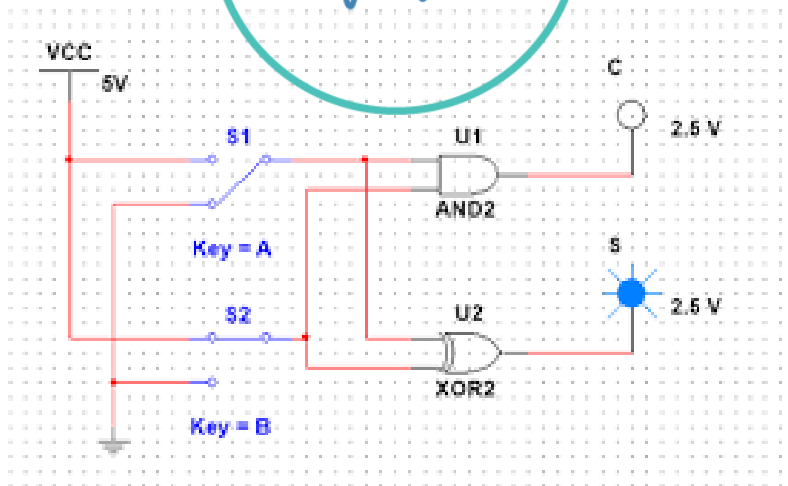 VCC
5V
S1
Key = A
S2
Key = B
U1
AND2
U2
XOR2
C
2.5 V
S
2.5 V